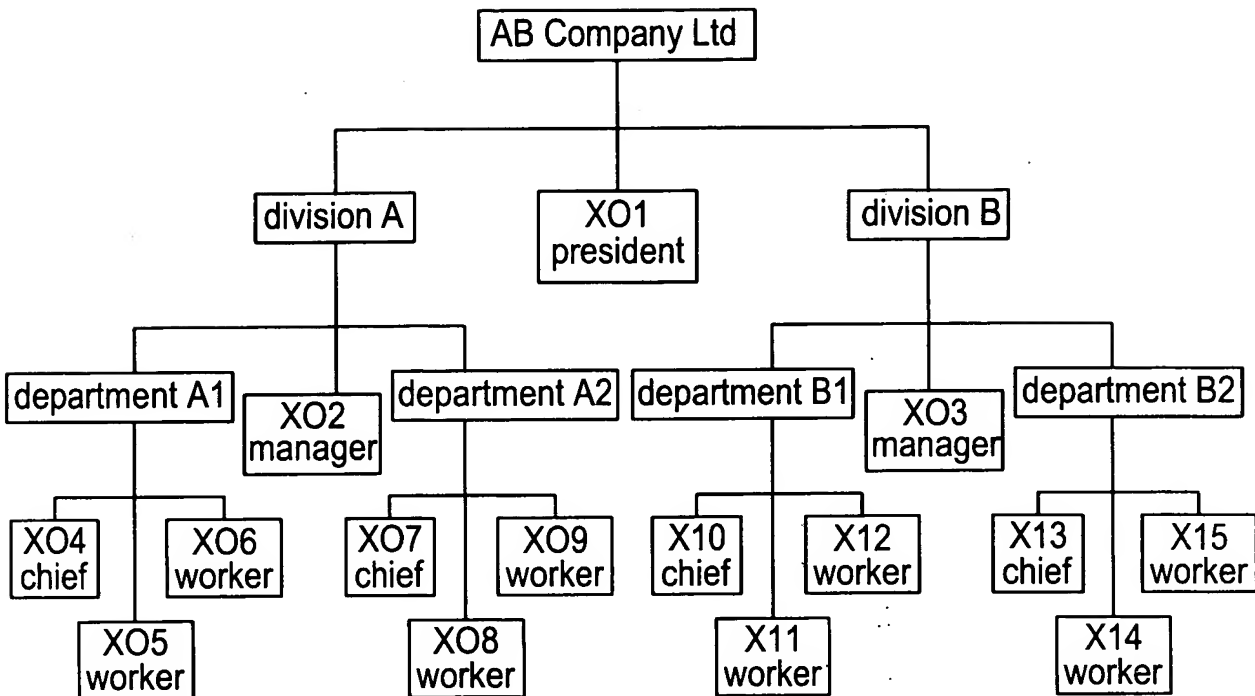 AB Company Ltd
division A
XO1
president
division B
department A1
XO2
manager
department A2
department B1
XO3
manager
department B2
XO4
chief
XO6
worker
XO7
chief
XO9
worker
X10
chief
X12
worker
X13
chief
X15
worker
XO5
worker
XO8
worker
X11
worker
X14
worker